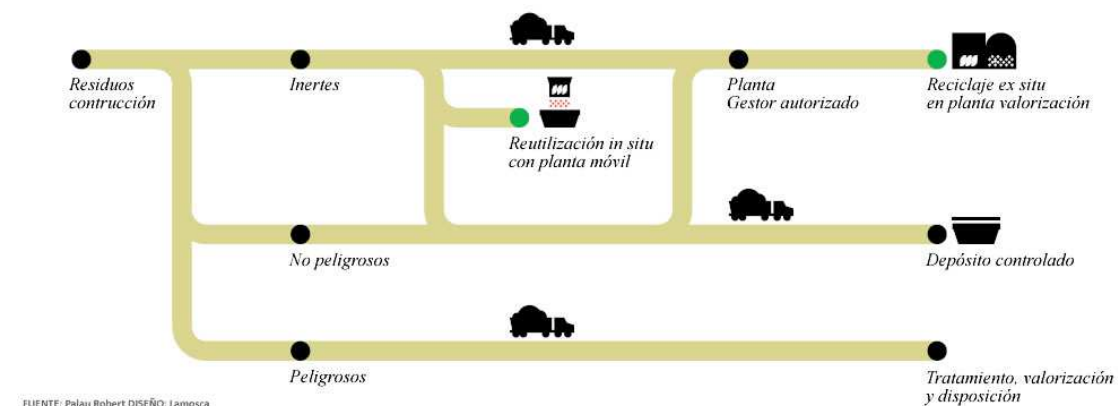 Residuos
contrucción
Inertes
Planta
Gestor autorizado
Reciclaje ex situ
en planta valorización
Reutilización in situ
con planta móvil
No peligrosos
Depósito controlado
Peligrosos
Tratamiento, valorización
y disposición
FUENTE: Palau Robert DISEÑO: Lamosca